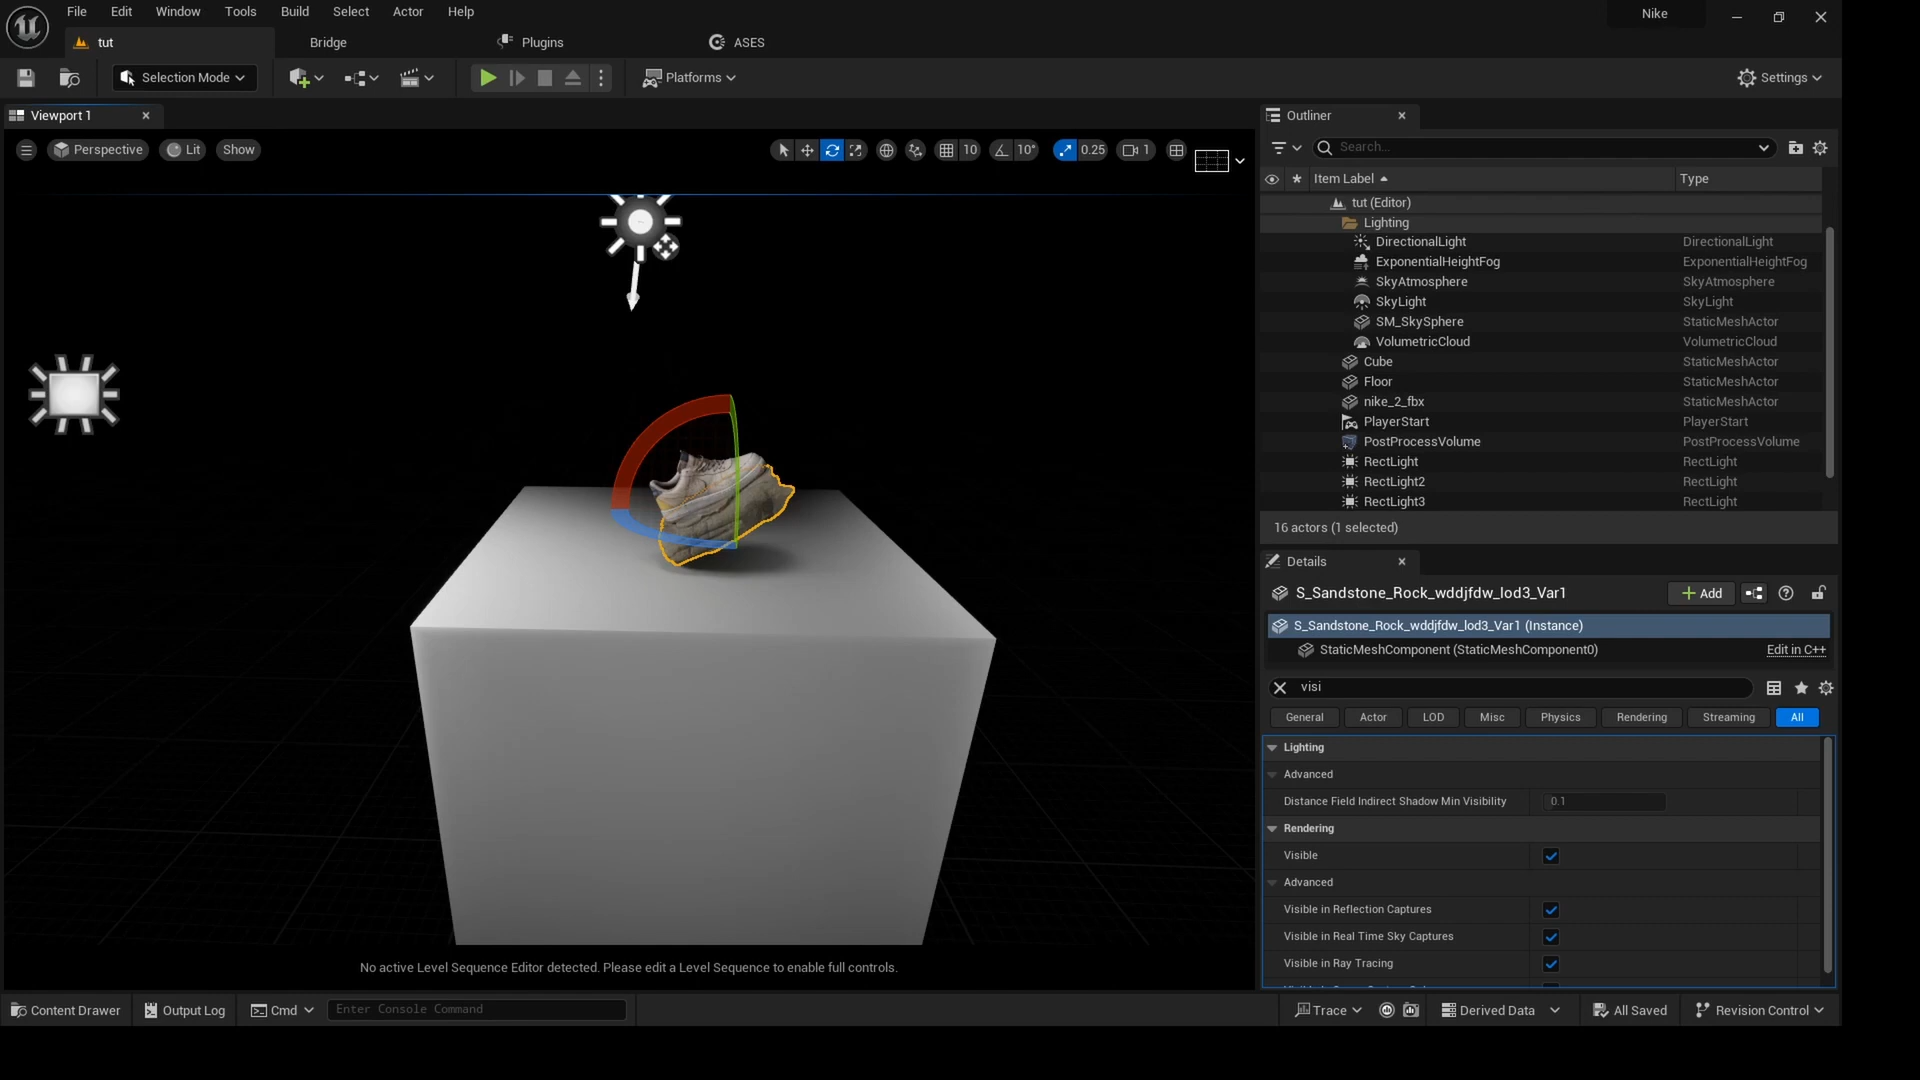 File Edit Window Tools Build Select Actor Help
Nike
tut
Bridge
Plugins
ASES
Selection Mode
Platforms
Settings
Viewport 1
Perspective
Lit
Show
10
10°
0.25
1
Outliner
Search...
Item Label
Type
tut (Editor)
Lighting
DirectionalLight DirectionalLight
ExponentialHeightFog ExponentialHeightFog
SkyAtmosphere SkyAtmosphere
SkyLight SkyLight
SM_SkySphere StaticMeshActor
VolumetricCloud VolumetricCloud
Cube StaticMeshActor
Floor StaticMeshActor
nike_2_fbx StaticMeshActor
PlayerStart PlayerStart
PostProcessVolume PostProcessVolume
RectLight RectLight
RectLight2 RectLight
RectLight3 RectLight
16 actors (1 selected)
Details
S_Sandstone_Rock_wddjfdw_lod3_Var1
Add
S_Sandstone_Rock_wddjfdw_lod3_Var1 (Instance)
StaticMeshComponent (StaticMeshComponent0)
Edit in C++
visi
General Actor LOD Misc Physics Rendering Streaming All
Lighting
Advanced
Distance Field Indirect Shadow Min Visibility 0.1
Rendering
Visible
Advanced
Visible in Reflection Captures
Visible in Real Time Sky Captures
Visible in Ray Tracing
No active Level Sequence Editor detected. Please edit a Level Sequence to enable full controls.
Content Drawer
Output Log
Cmd
Enter Console Command
Trace
Derived Data
All Saved
Revision Control